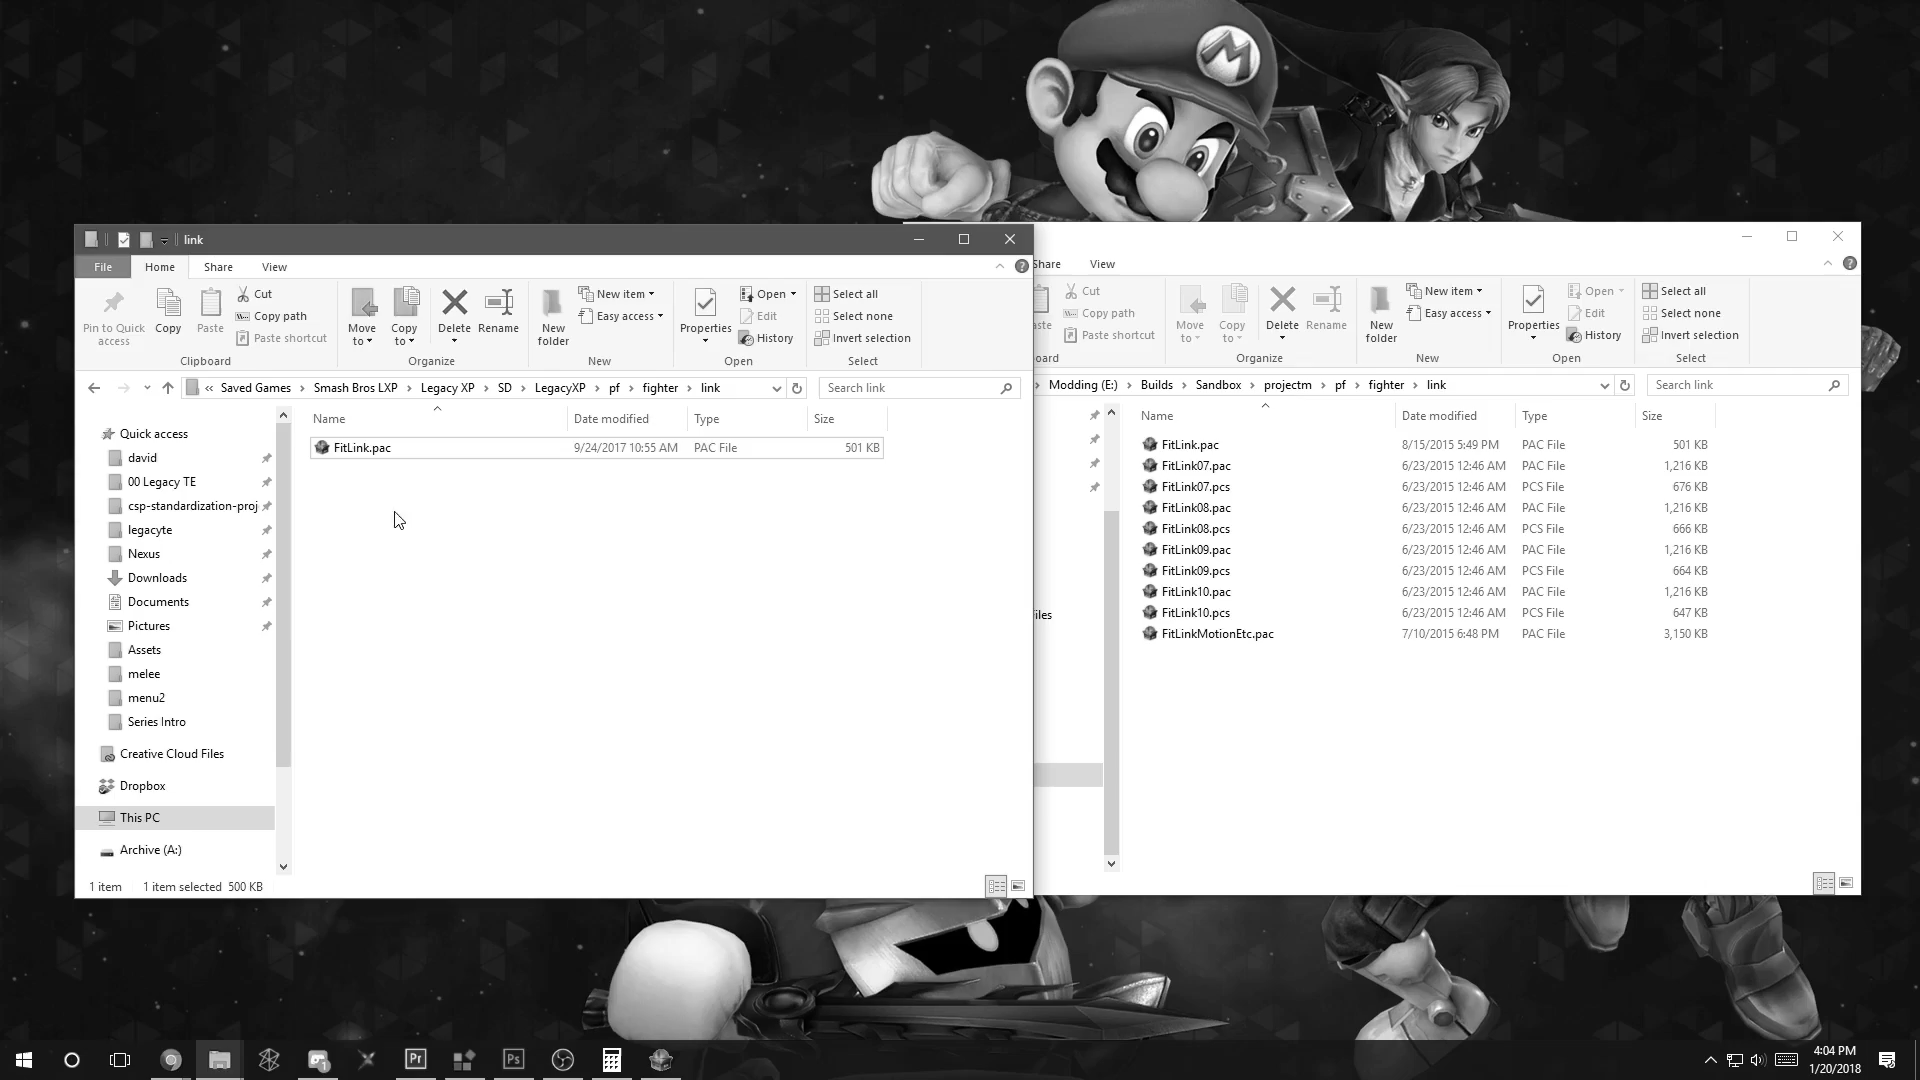 M
link
File
Home
Share
View
Pin to Quick access
Copy
Paste
Cut
Copy path
Paste shortcut
Clipboard
Move to
Copy to
Delete
Rename
Organize
New folder
New item
Easy access
New
Properties
Open
Edit
History
Open
Select all
Select none
Invert selection
Select
« Saved Games > Smash Bros LXP > Legacy XP > SD > LegacyXP > pf > fighter > link
Search link
Quick access
david
00 Legacy TE
csp-standardization-proj
legacyte
Nexus
Downloads
Documents
Pictures
Assets
melee
menu2
Series Intro
Creative Cloud Files
Dropbox
This PC
Archive (A:)
Name Date modified Type Size
FitLink.pac 9/24/2017 10:55 AM PAC File 501 KB
1 item 1 item selected 500 KB
Share
View
aste
Cut
Copy path
Paste shortcut
oard
Move to
Copy to
Delete
Rename
Organize
New folder
New item
Easy access
New
Properties
Open
Edit
History
Open
Select all
Select none
Invert selection
Select
> Modding (E:) > Builds > Sandbox > projectm > pf > fighter > link
Search link
iles
Name Date modified Type Size
FitLink.pac 8/15/2015 5:49 PM PAC File 501 KB
FitLink07.pac 6/23/2015 12:46 AM PAC File 1,216 KB
FitLink07.pcs 6/23/2015 12:46 AM PCS File 676 KB
FitLink08.pac 6/23/2015 12:46 AM PAC File 1,216 KB
FitLink08.pcs 6/23/2015 12:46 AM PCS File 666 KB
FitLink09.pac 6/23/2015 12:46 AM PAC File 1,216 KB
FitLink09.pcs 6/23/2015 12:46 AM PCS File 664 KB
FitLink10.pac 6/23/2015 12:46 AM PAC File 1,216 KB
FitLink10.pcs 6/23/2015 12:46 AM PCS File 647 KB
FitLinkMotionEtc.pac 7/10/2015 6:48 PM PAC File 3,150 KB
1
Pr
Ps
4:04 PM
1/20/2018